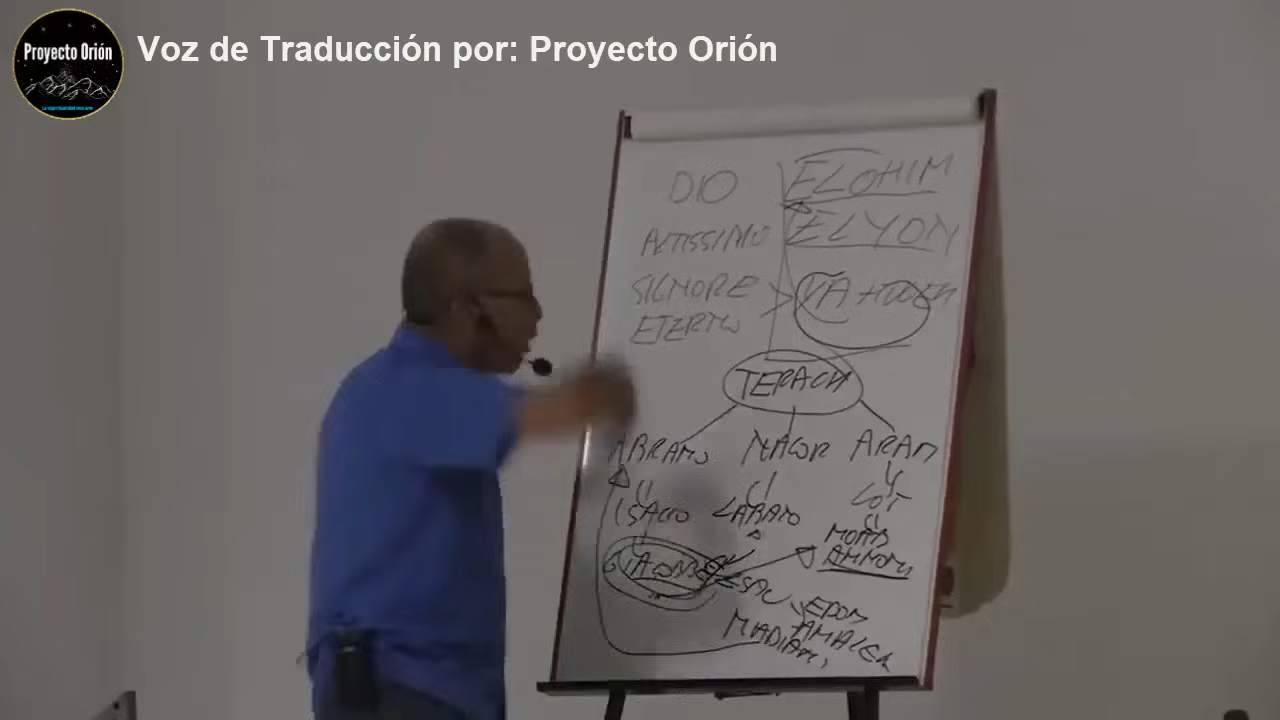 Proyecto Orión
Voz de Traducción por: Proyecto Orión
DIO ELOHIM
ALTISSIMO ELYON
SIGNORE
ETERNO
TERACH
ABRAMO NACOR ARAN
ISACCO LABANO LOT
MOAB
AMMON
ESAU EDOM
AMALEK
MADIAN